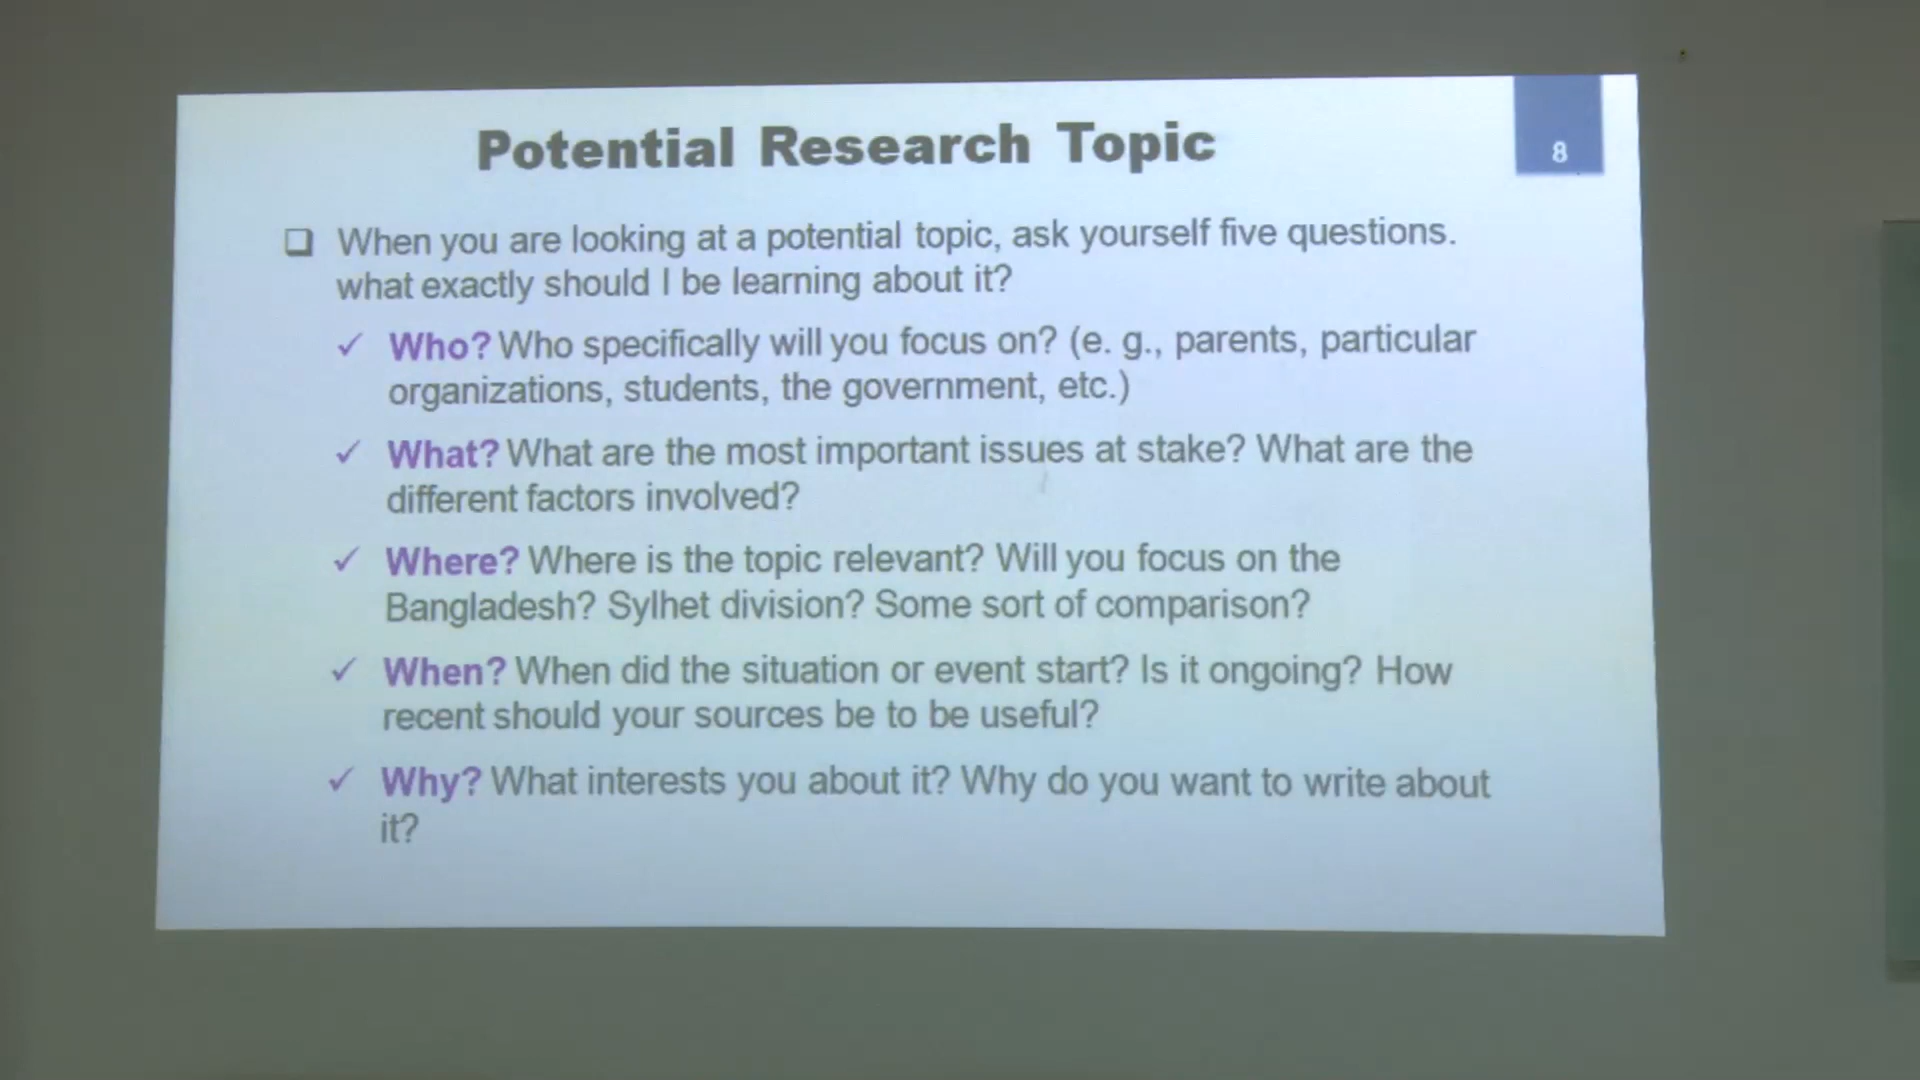 Potential Research Topic
8
When you are looking at a potential topic, ask yourself five questions.
what exactly should I be learning about it?
✓ Who? Who specifically will you focus on? (e. g., parents, particular
organizations, students, the government, etc.)
✓ What? What are the most important issues at stake? What are the
different factors involved?
✓ Where? Where is the topic relevant? Will you focus on the
Bangladesh? Sylhet division? Some sort of comparison?
✓ When? When did the situation or event start? Is it ongoing? How
recent should your sources be to be useful?
✓ Why? What interests you about it? Why do you want to write about
it?